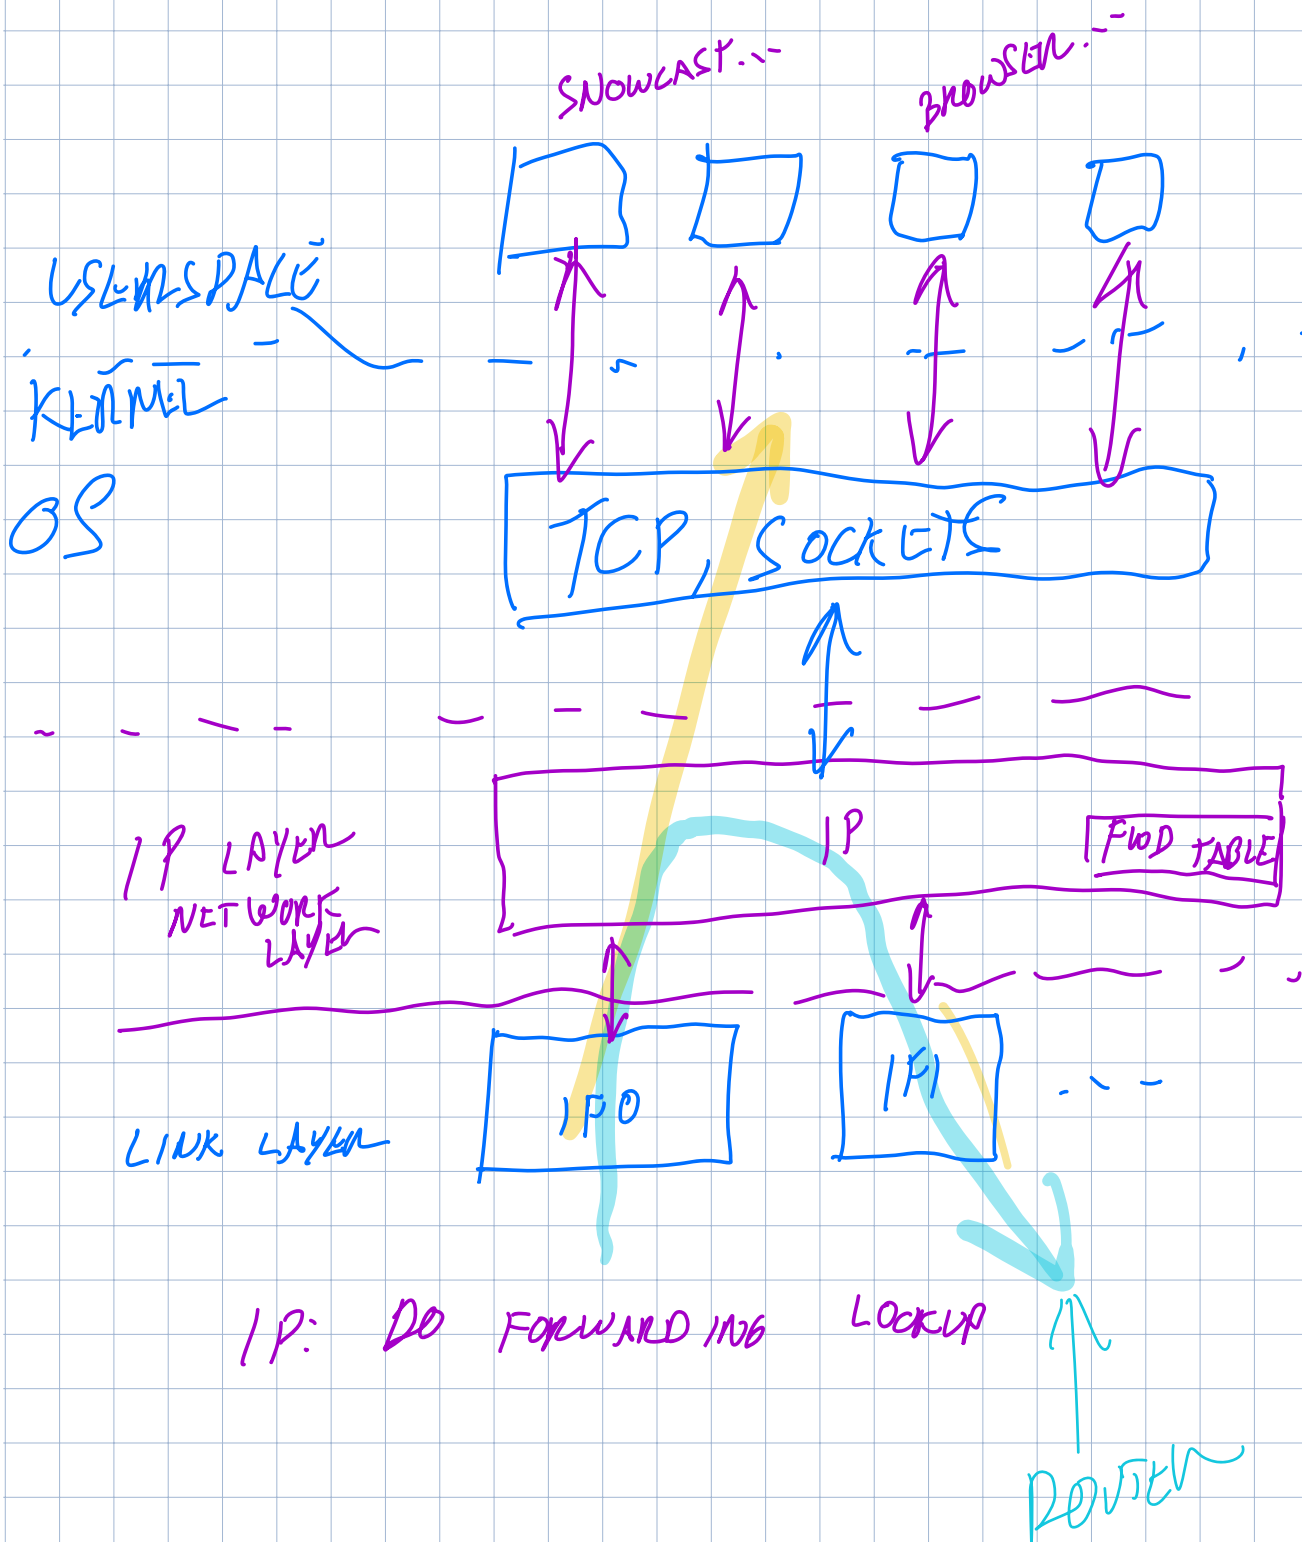 SNOWCAST...
BROWSER...
USERSPACE
KERNEL
OS
TCP, SOCKETS
IP LAYER
NETWORK
LAYER
IP
FWD TABLE
LINK LAYER
IF0
IF1
...
IP: DO FORWARDING LOOKUP
ROUTER